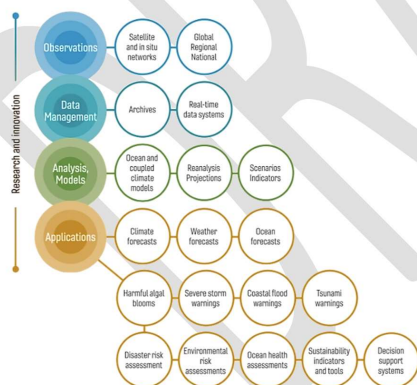 Research and innovation
Observations
Satellite
and in situ
networks
Global
Regional
National
Data
Management
Archives
Real-time
data systems
Analysis,
Models
Ocean and
coupled
climate
models
Reanalysis
Projections
Scenarios
Indicators
Applications
Climate
forecasts
Weather
forecasts
Ocean
forecasts
Harmful algal
blooms
Severe storm
warnings
Coastal flood
warnings
Tsunami
warnings
Disaster risk
assessment
Environmental
risk
assessment
Ocean health
assessments
Sustainability
indicators
and tools
Decision
support
systems